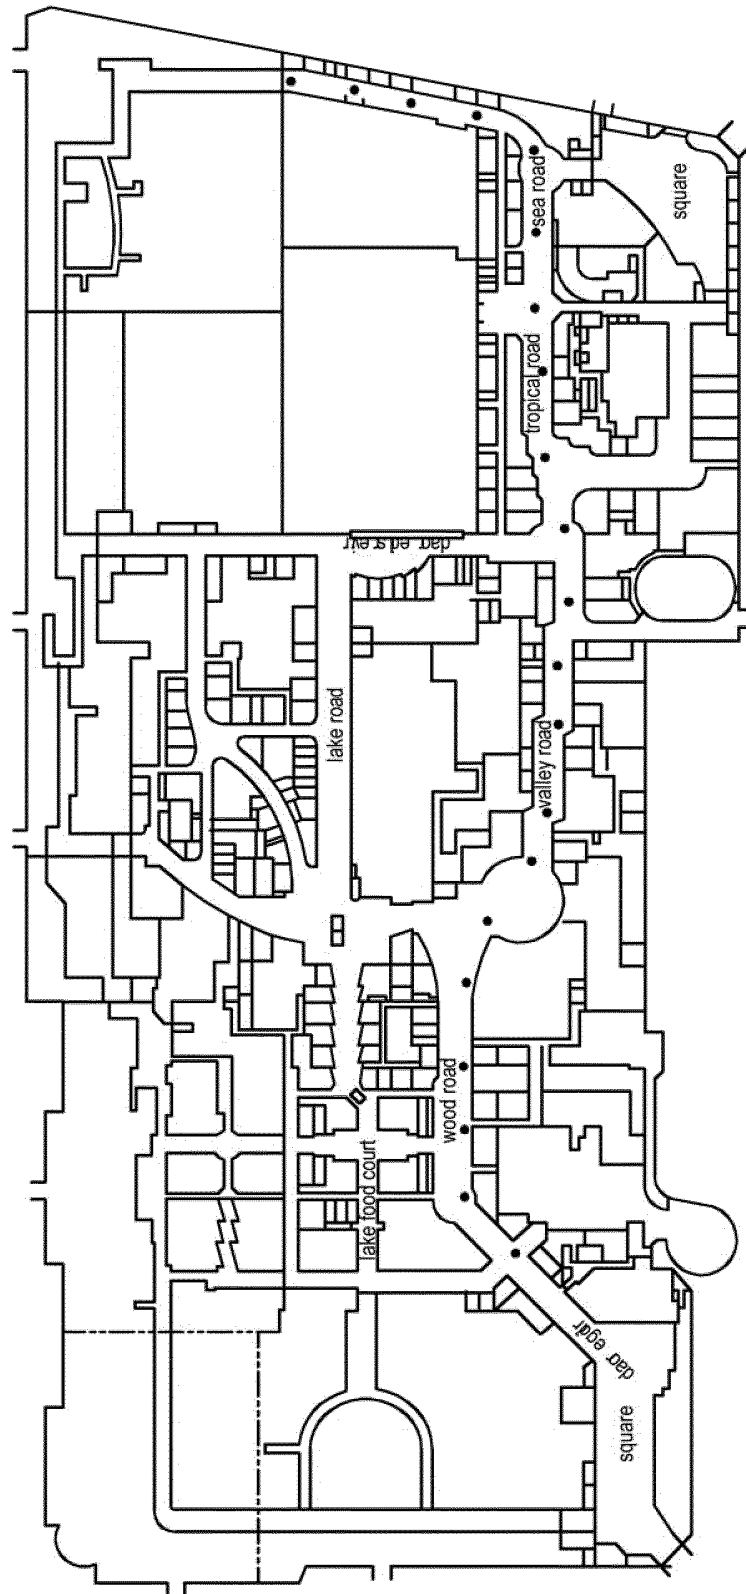 sea road
square
tropical road
lake road
valley road
wood road
lake food court
square